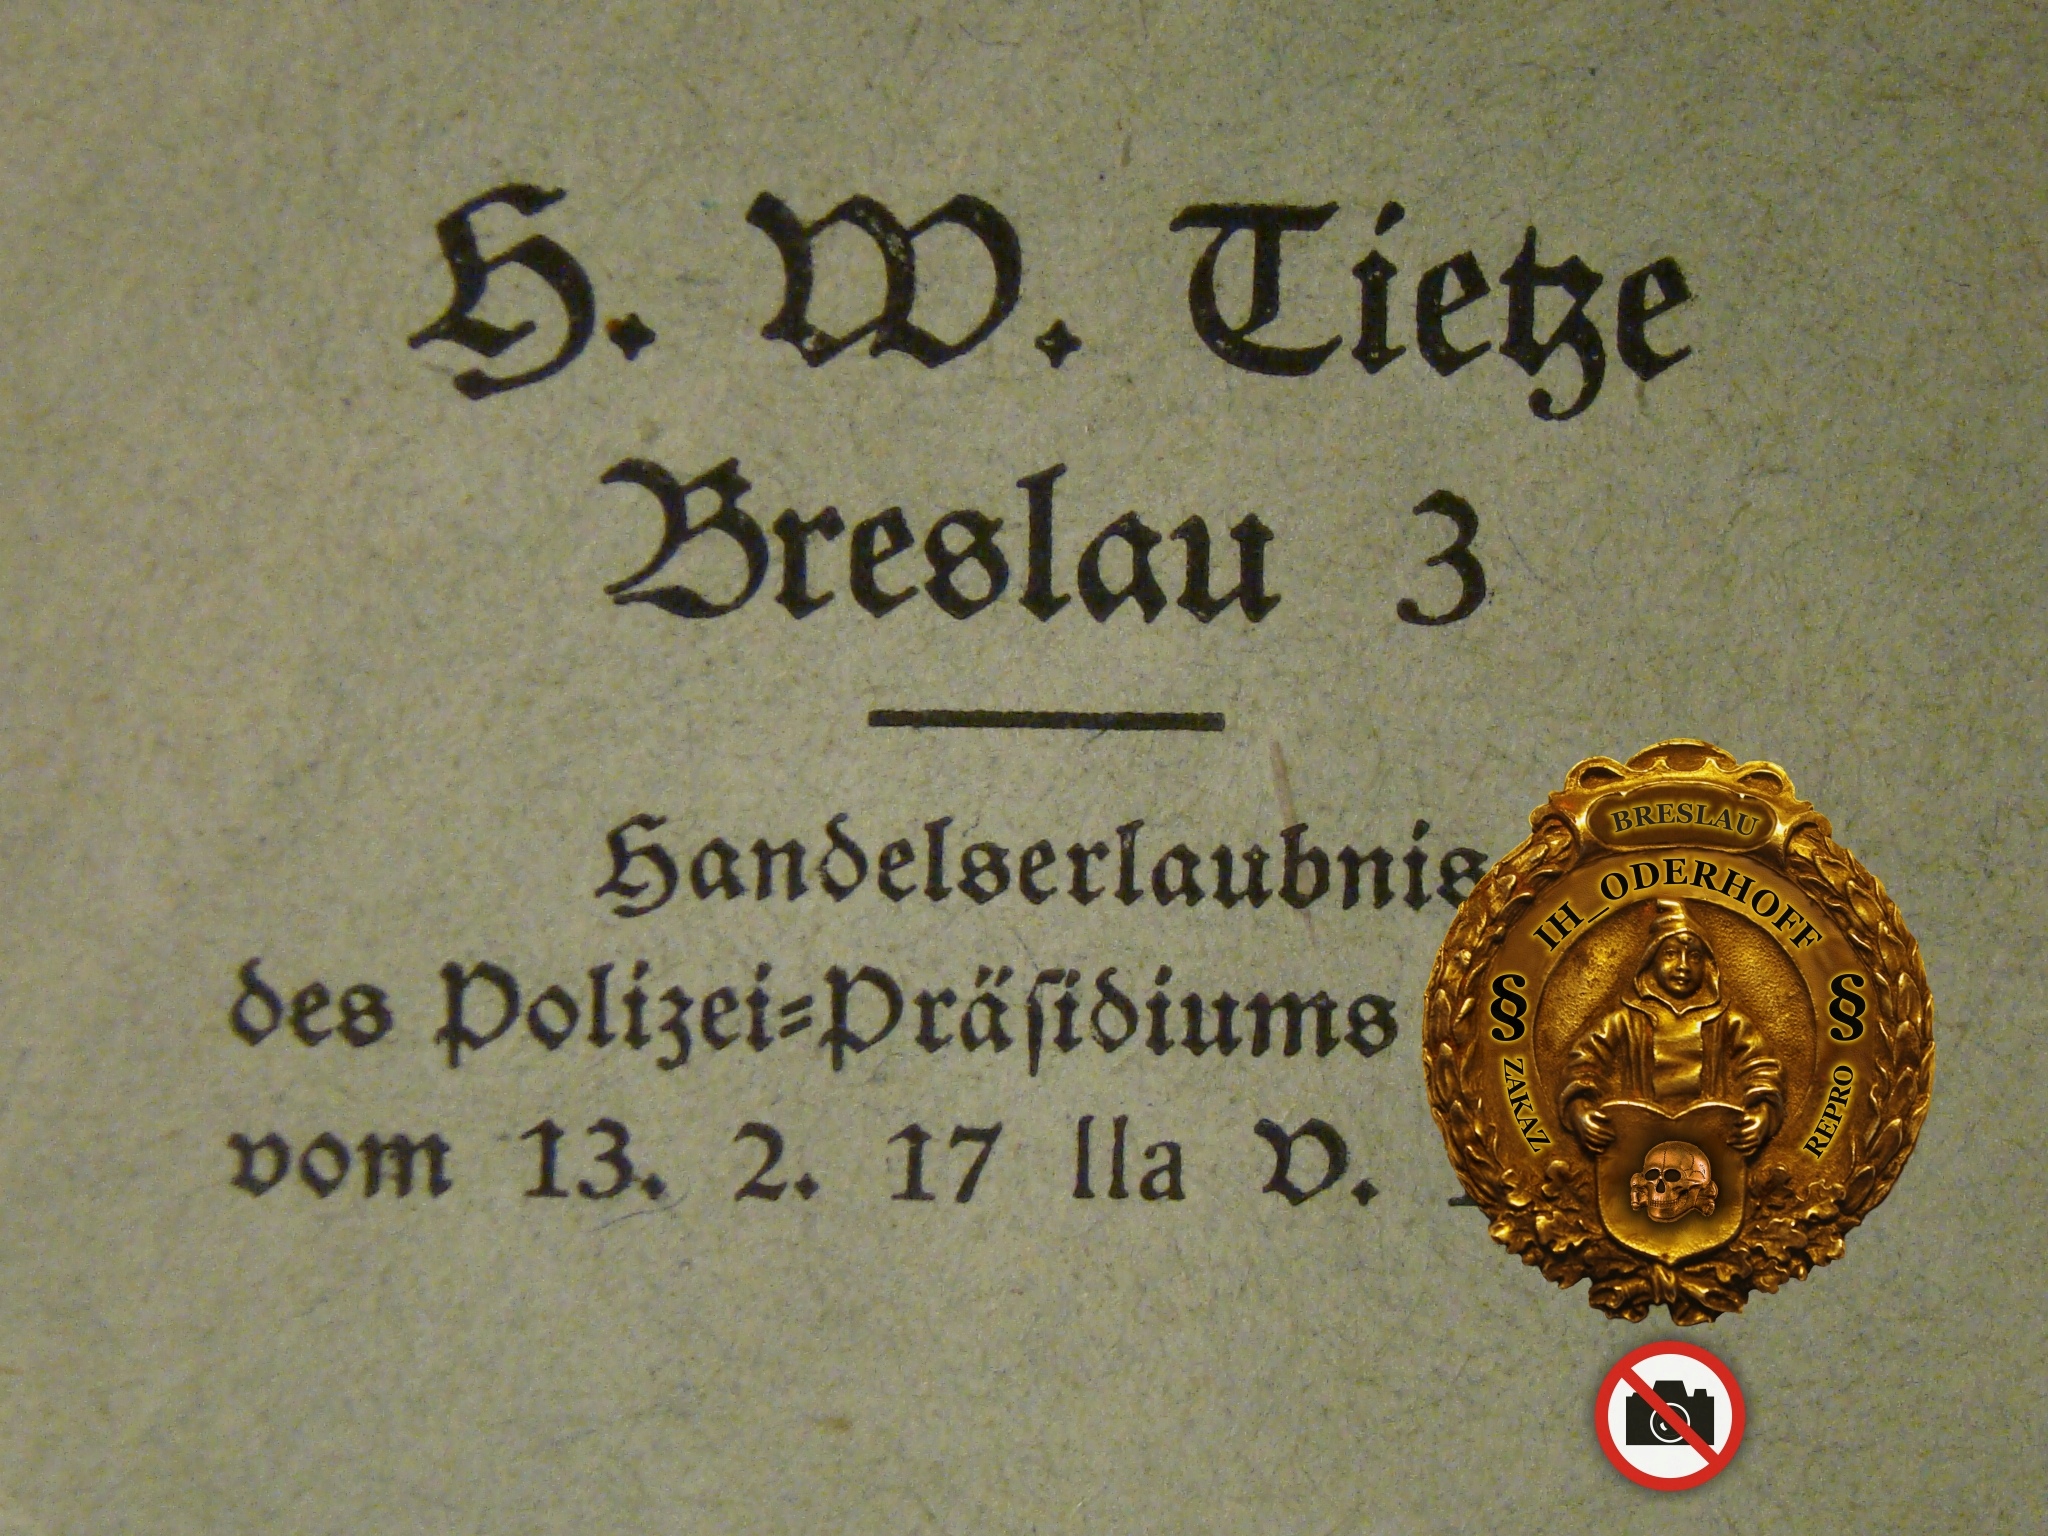 H. W. Tietze
Breslau 3
Handelserlaubnis
des Polizei-Präſidiums
vom 13. 2. 17 IIa V.
BRESLAU
IH_ODERHOFF
§ §
ZAKAZ
REPRO